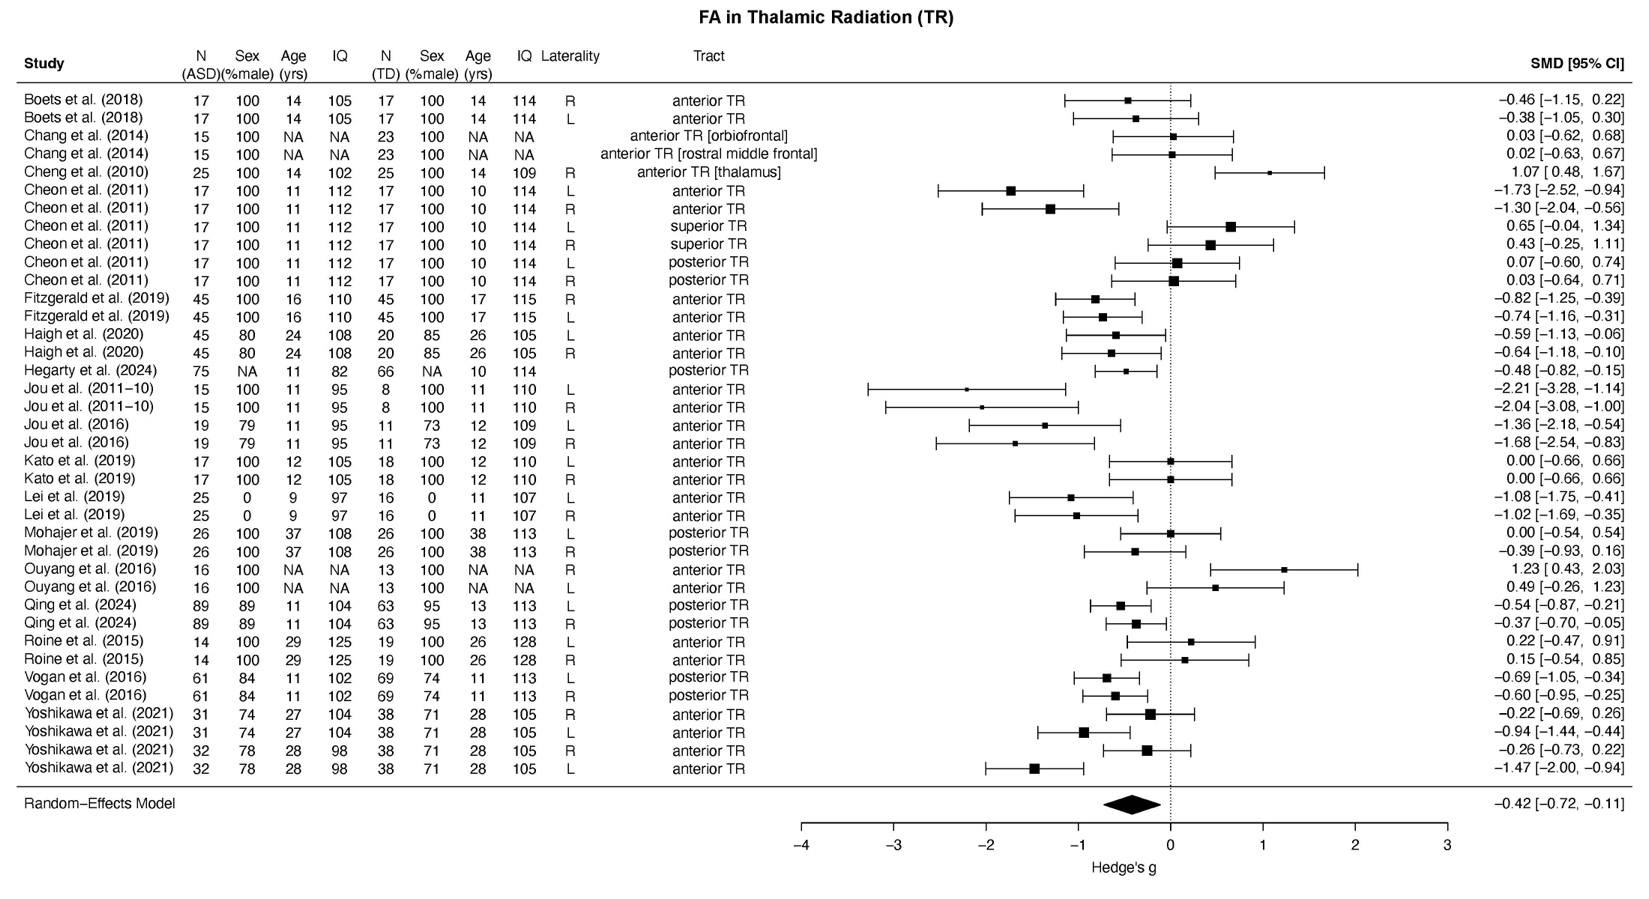 FA in Thalamic Radiation (TR)
Study N (ASD) Sex (%male) Age (yrs) IQ N (TD) Sex (%male) Age (yrs) IQ Laterality Tract SMD [95% CI]
Boets et al. (2018) 17 100 14 105 17 100 14 114 R anterior TR −0.46 [−1.15, 0.22]
Boets et al. (2018) 17 100 14 105 17 100 14 114 L anterior TR −0.38 [−1.05, 0.30]
Chang et al. (2014) 15 100 NA NA 23 100 NA NA anterior TR [orbiofrontal] 0.03 [−0.62, 0.68]
Chang et al. (2014) 15 100 NA NA 23 100 NA NA anterior TR [rostral middle frontal] 0.02 [−0.63, 0.67]
Cheng et al. (2010) 25 100 14 102 25 100 14 109 R anterior TR [thalamus] 1.07 [ 0.48, 1.67]
Cheon et al. (2011) 17 100 11 112 17 100 10 114 L anterior TR −1.73 [−2.52, −0.94]
Cheon et al. (2011) 17 100 11 112 17 100 10 114 R anterior TR −1.30 [−2.04, −0.56]
Cheon et al. (2011) 17 100 11 112 17 100 10 114 L superior TR 0.65 [−0.04, 1.34]
Cheon et al. (2011) 17 100 11 112 17 100 10 114 R superior TR 0.43 [−0.25, 1.11]
Cheon et al. (2011) 17 100 11 112 17 100 10 114 L posterior TR 0.07 [−0.60, 0.74]
Cheon et al. (2011) 17 100 11 112 17 100 10 114 R posterior TR 0.03 [−0.64, 0.71]
Fitzgerald et al. (2019) 45 100 16 110 45 100 17 115 R anterior TR −0.82 [−1.25, −0.39]
Fitzgerald et al. (2019) 45 100 16 110 45 100 17 115 L anterior TR −0.74 [−1.16, −0.31]
Haigh et al. (2020) 45 80 24 108 20 85 26 105 L anterior TR −0.59 [−1.13, −0.06]
Haigh et al. (2020) 45 80 24 108 20 85 26 105 R anterior TR −0.64 [−1.18, −0.10]
Hegarty et al. (2024) 75 NA 11 82 66 NA 10 114 posterior TR −0.48 [−0.82, −0.15]
Jou et al. (2011−10) 15 100 11 95 8 100 11 110 L anterior TR −2.21 [−3.28, −1.14]
Jou et al. (2011−10) 15 100 11 95 8 100 11 110 R anterior TR −2.04 [−3.08, −1.00]
Jou et al. (2016) 19 79 11 95 11 73 12 109 L anterior TR −1.36 [−2.18, −0.54]
Jou et al. (2016) 19 79 11 95 11 73 12 109 R anterior TR −1.68 [−2.54, −0.83]
Kato et al. (2019) 17 100 12 105 18 100 12 110 L anterior TR 0.00 [−0.66, 0.66]
Kato et al. (2019) 17 100 12 105 18 100 12 110 R anterior TR 0.00 [−0.66, 0.66]
Lei et al. (2019) 25 0 9 97 16 0 11 107 L anterior TR −1.08 [−1.75, −0.41]
Lei et al. (2019) 25 0 9 97 16 0 11 107 R anterior TR −1.02 [−1.69, −0.35]
Mohajer et al. (2019) 26 100 37 108 26 100 38 113 L posterior TR 0.00 [−0.54, 0.54]
Mohajer et al. (2019) 26 100 37 108 26 100 38 113 R posterior TR −0.39 [−0.93, 0.16]
Ouyang et al. (2016) 16 100 NA NA 13 100 NA NA R anterior TR 1.23 [ 0.43, 2.03]
Ouyang et al. (2016) 16 100 NA NA 13 100 NA NA L anterior TR 0.49 [−0.26, 1.23]
Qing et al. (2024) 89 89 11 104 63 95 13 113 L posterior TR −0.54 [−0.87, −0.21]
Qing et al. (2024) 89 89 11 104 63 95 13 113 R posterior TR −0.37 [−0.70, −0.05]
Roine et al. (2015) 14 100 29 125 19 100 26 128 L anterior TR 0.22 [−0.47, 0.91]
Roine et al. (2015) 14 100 29 125 19 100 26 128 R anterior TR 0.15 [−0.54, 0.85]
Vogan et al. (2016) 61 84 11 102 69 74 11 113 L posterior TR −0.69 [−1.05, −0.34]
Vogan et al. (2016) 61 84 11 102 69 74 11 113 R posterior TR −0.60 [−0.95, −0.25]
Yoshikawa et al. (2021) 31 74 27 104 38 71 28 105 R anterior TR −0.22 [−0.69, 0.26]
Yoshikawa et al. (2021) 31 74 27 104 38 71 28 105 L anterior TR −0.94 [−1.44, −0.44]
Yoshikawa et al. (2021) 32 78 28 98 38 71 28 105 R anterior TR −0.26 [−0.73, 0.22]
Yoshikawa et al. (2021) 32 78 28 98 38 71 28 105 L anterior TR −1.47 [−2.00, −0.94]
Random−Effects Model −0.42 [−0.72, −0.11]
−4 −3 −2 −1 0 1 2 3
Hedge's g